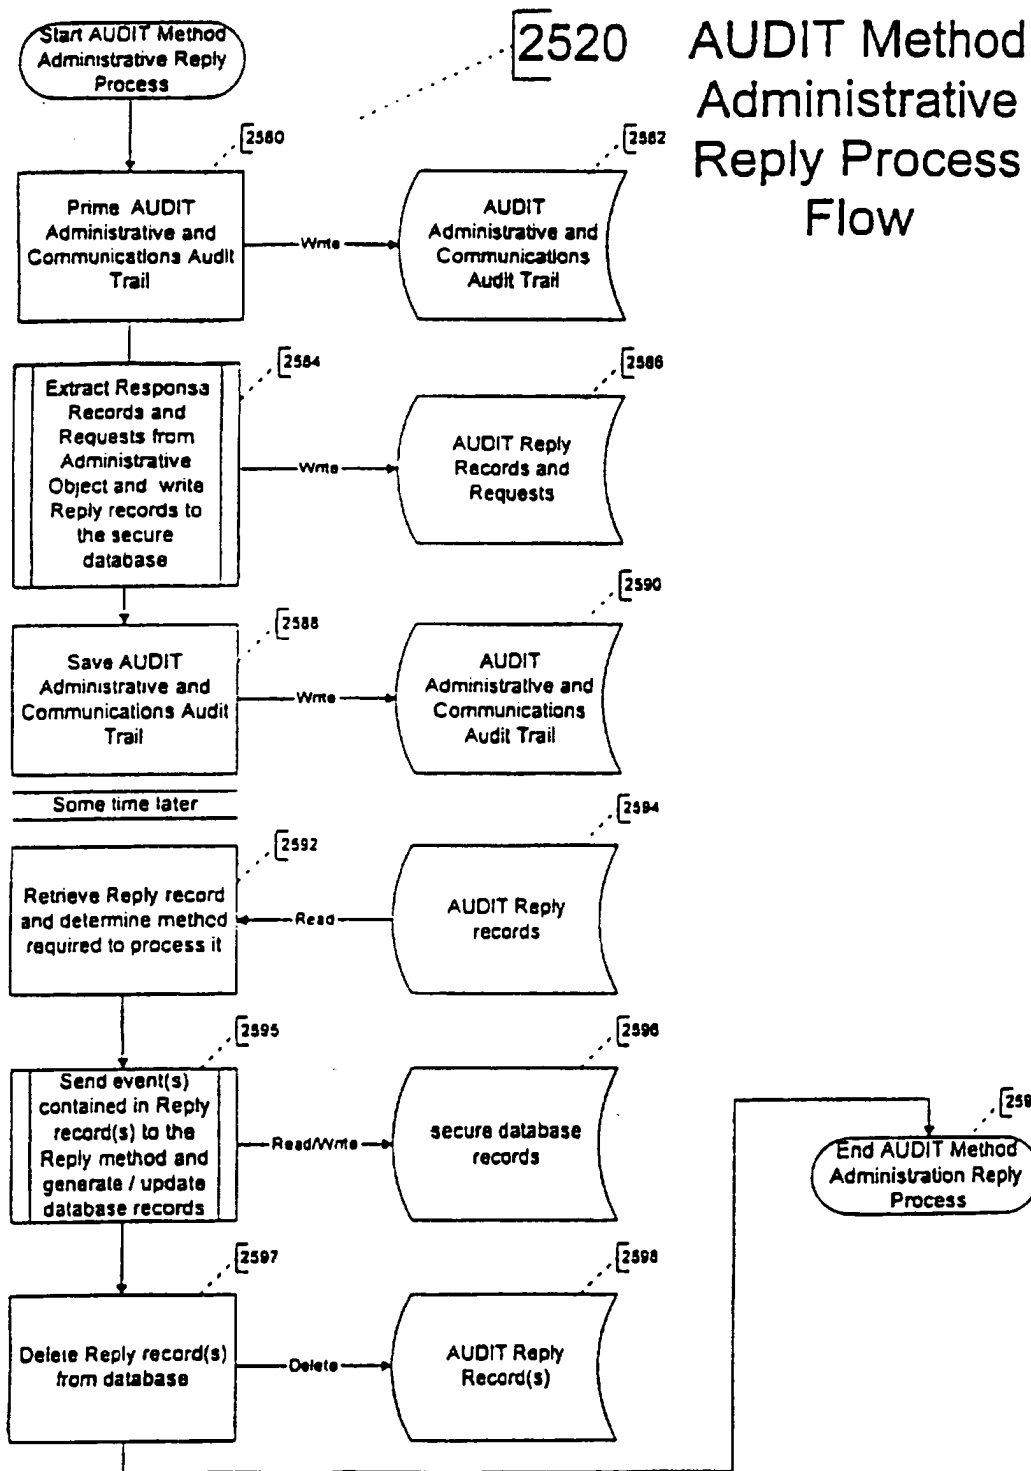 Start AUDIT Method
Administrative Reply
Process
2520
AUDIT Method
Administrative
Reply Process
Flow
2580
2582
Prime AUDIT
Administrative and
Communications Audit
Trail
Write
AUDIT
Administrative and
Communications
Audit Trail
2584
2586
Extract Response
Records and
Requests from
Administrative
Object and write
Reply records to
the secure
database
Write
AUDIT Reply
Records and
Requests
2588
2590
Save AUDIT
Administrative and
Communications Audit
Trail
Write
AUDIT
Administrative and
Communications
Audit Trail
Some time later
2592
2594
Retrieve Reply record
and determine method
required to process it
Read
AUDIT Reply
records
2595
2596
Send event(s)
contained in Reply
record(s) to the
Reply method and
generate / update
database records
Read/Write
secure database
records
259
End AUDIT Method
Administration Reply
Process
2597
2598
Delete Reply record(s)
from database
Delete
AUDIT Reply
Record(s)